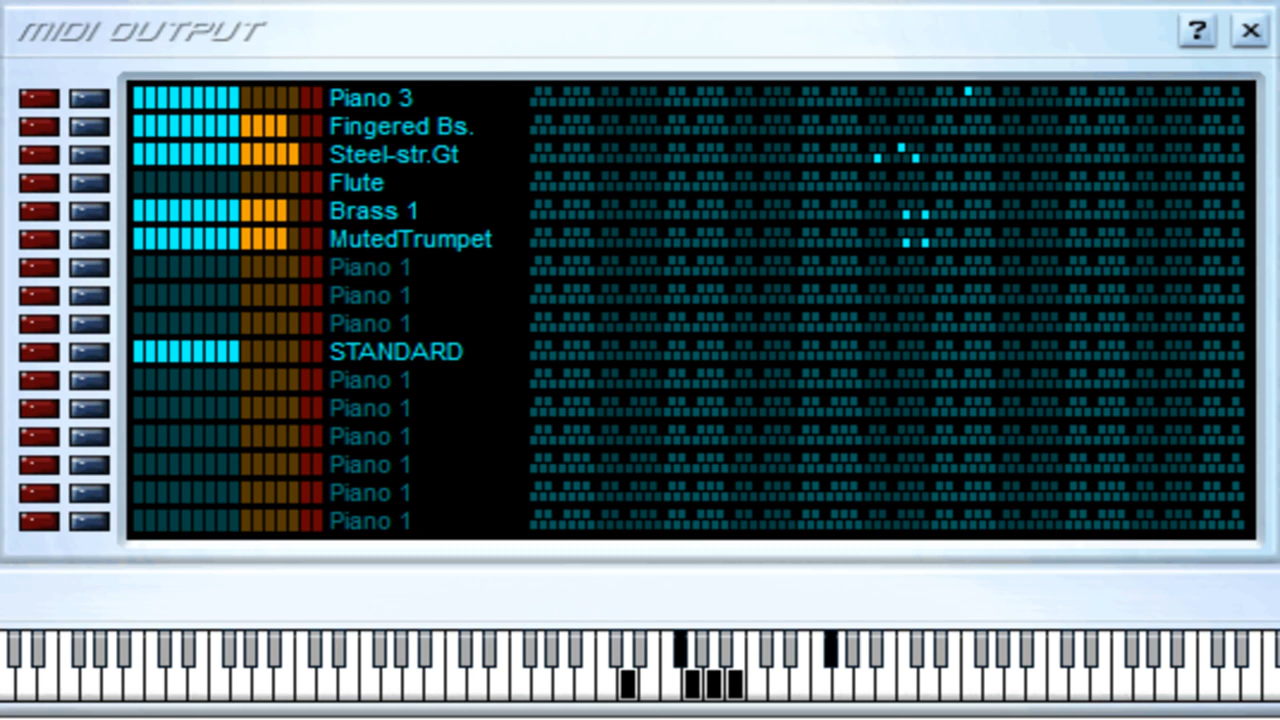 MIDI OUTPUT
? ×
Piano 3
Fingered Bs.
Steel-str.Gt
Flute
Brass 1
MutedTrumpet
Piano 1
Piano 1
Piano 1
STANDARD
Piano 1
Piano 1
Piano 1
Piano 1
Piano 1
Piano 1